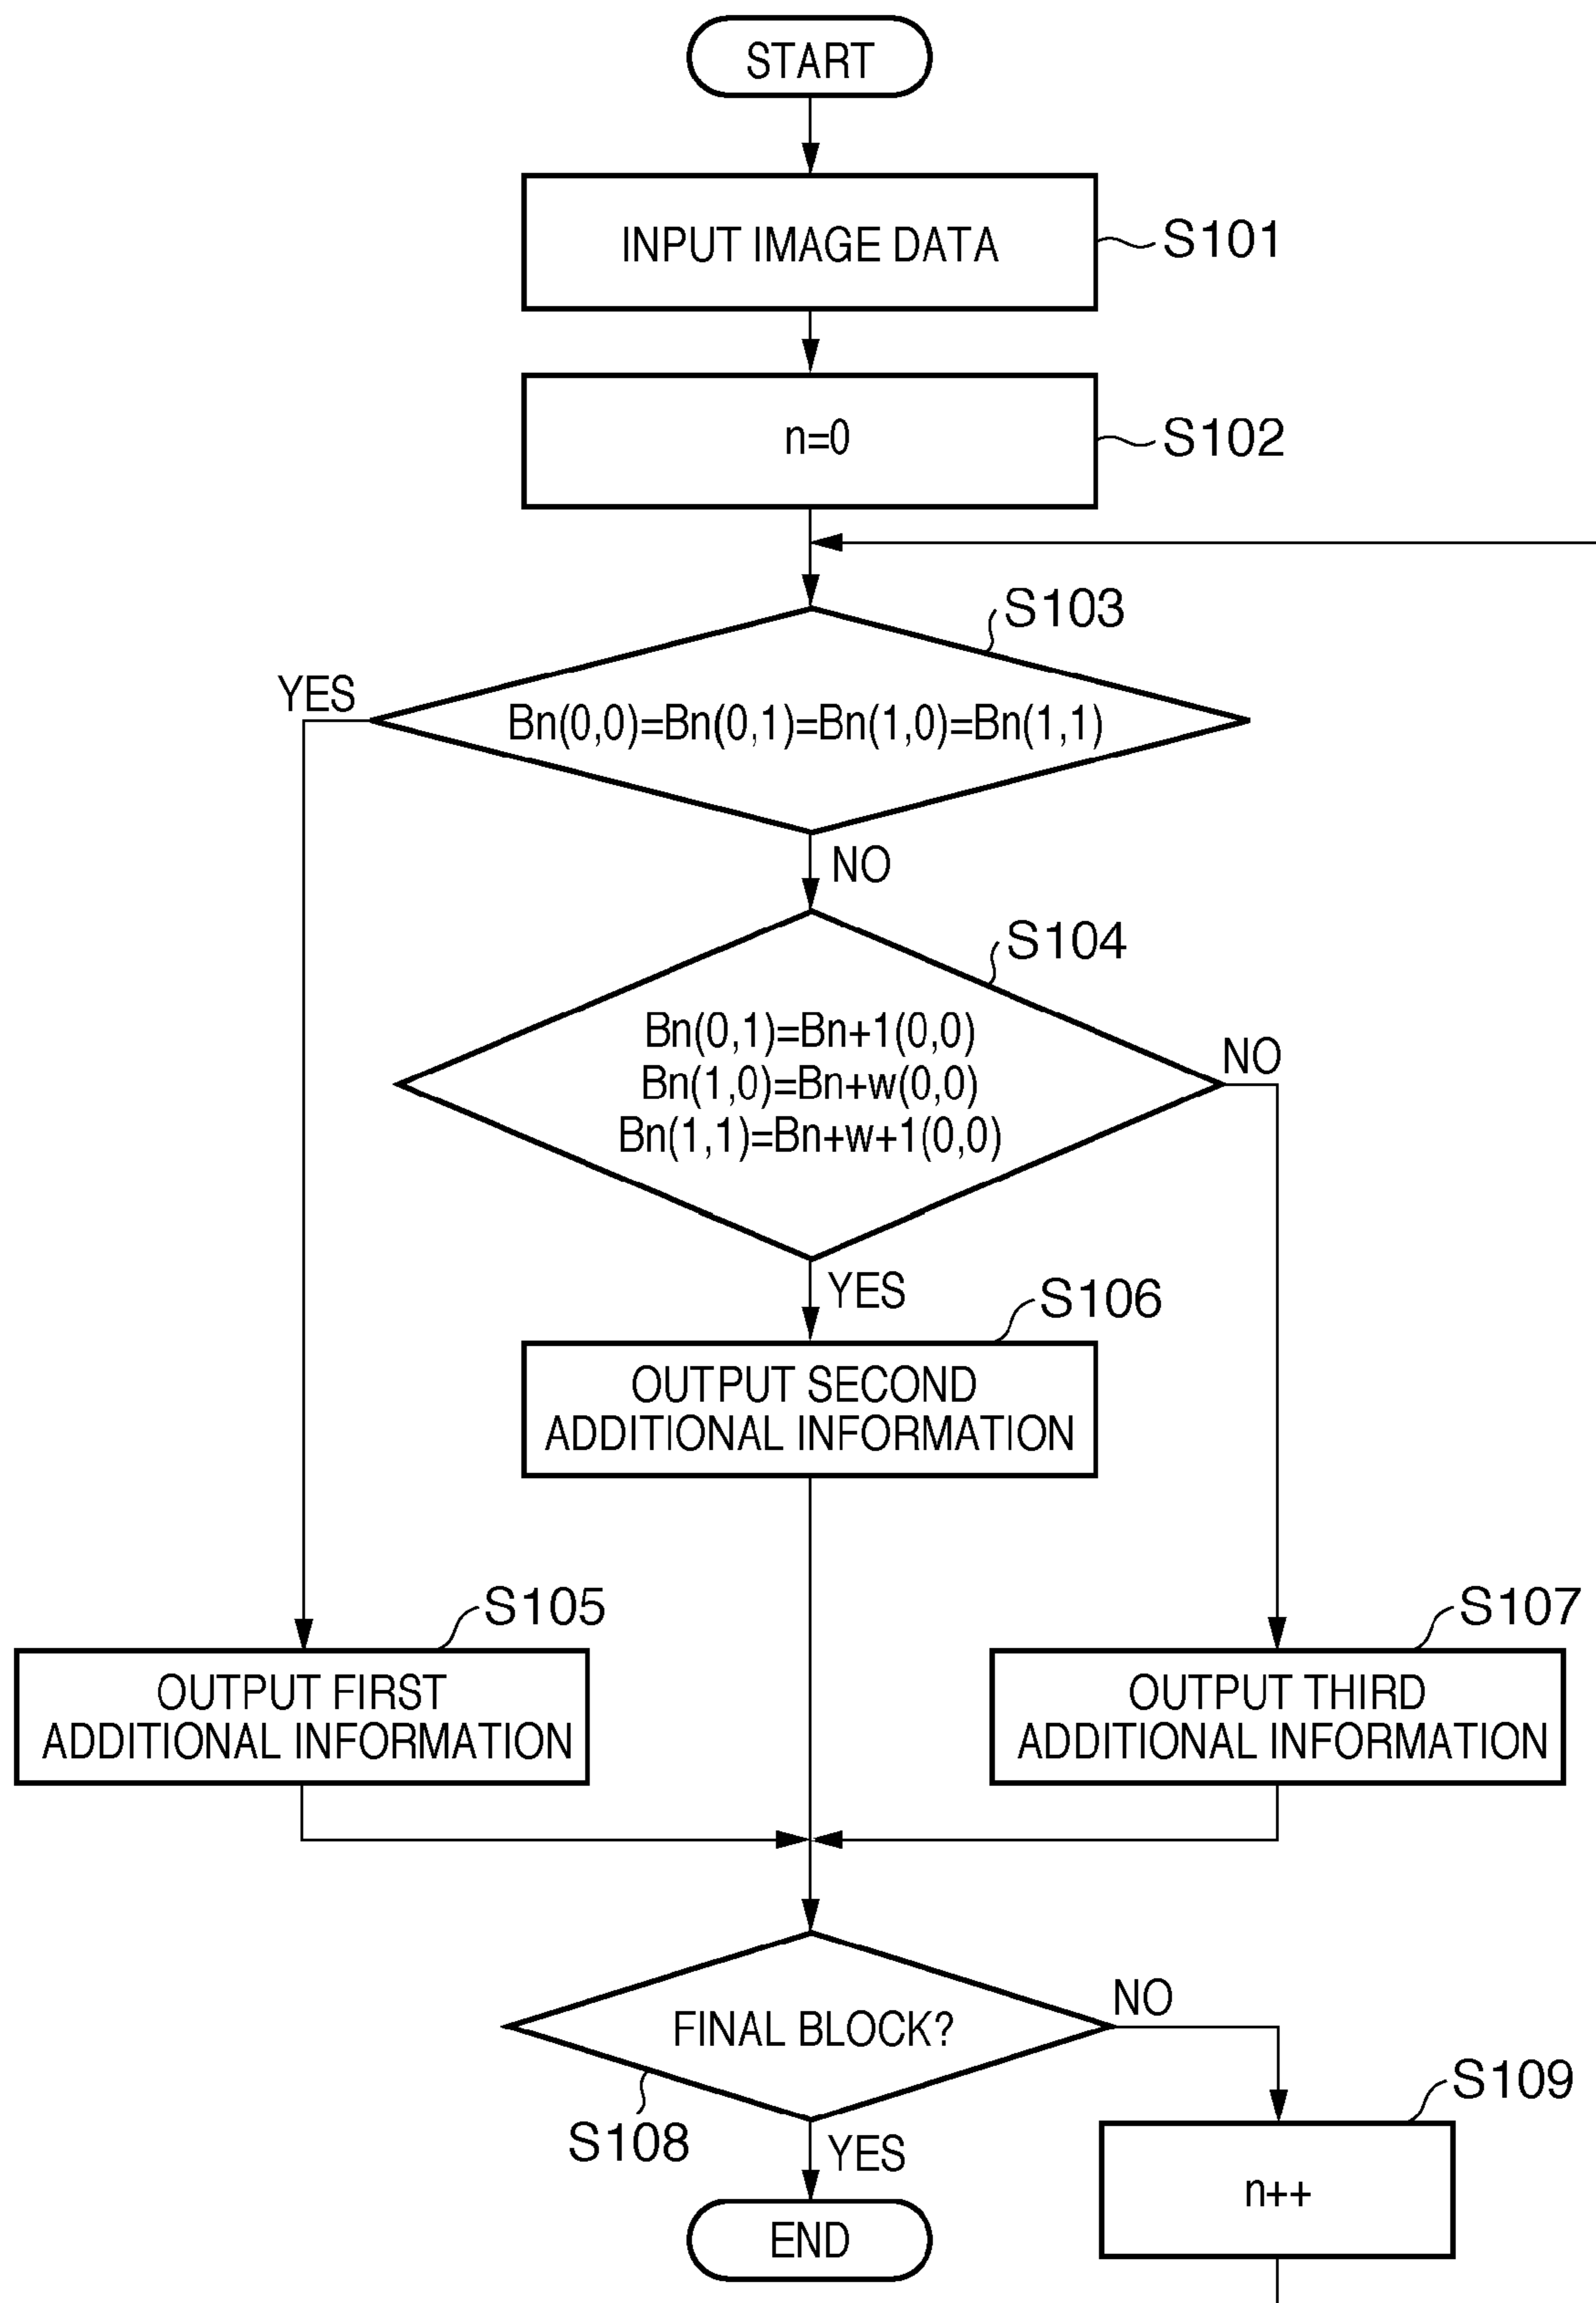 START
INPUT IMAGE DATA
S101
n=0
S102
S103
YES
Bn(0,0)=Bn(0,1)=Bn(1,0)=Bn(1,1)
NO
S104
Bn(0,1)=Bn+1(0,0)
Bn(1,0)=Bn+w(0,0)
Bn(1,1)=Bn+w+1(0,0)
NO
YES
S106
OUTPUT SECOND
ADDITIONAL INFORMATION
S105
OUTPUT FIRST
ADDITIONAL INFORMATION
S107
OUTPUT THIRD
ADDITIONAL INFORMATION
FINAL BLOCK?
NO
S108
YES
S109
n++
END